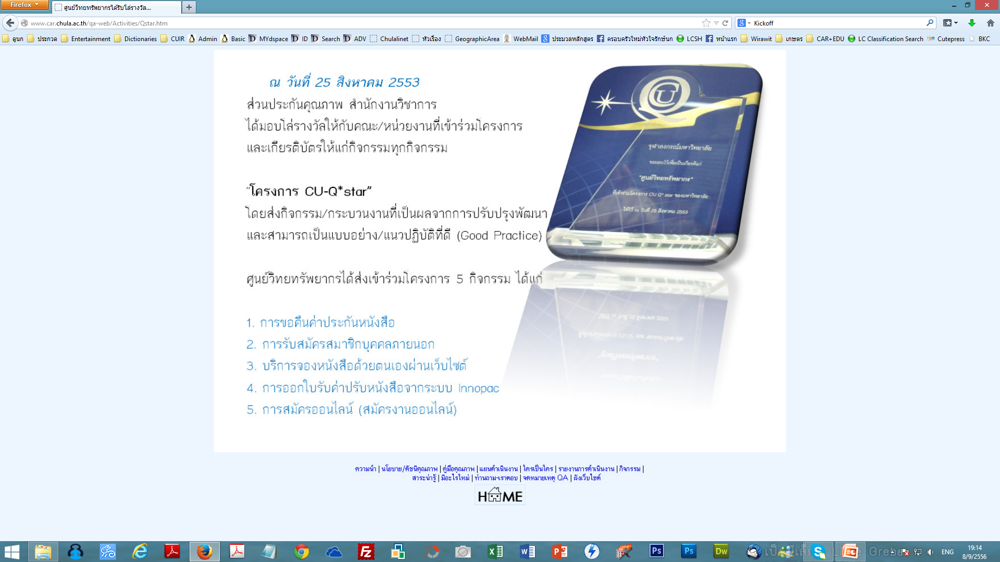 Firefox
ศูนย์วิทยทรัพยากรได้รับโล่รางวัล...
www.car.chula.ac.th/qa-web/Activities/Qstar.htm
Kickoff
ดูนก ประกวด Entertainment Dictionaries CUIR Admin Basic MYdspace ID Search ADV Chulalinet หัวเรื่อง GeographicArea WebMail ประมวลหลักสูตร ครอบครัวใหม่หัวใจรักษ์นก LCSH หน้าแรก Wirawit เกษตร CAR+EDU LC Classification Search Cutepress BKC
ณ วันที่ 25 สิงหาคม 2553
ส่วนประกันคุณภาพ สำนักงานวิชาการ
ได้มอบโล่รางวัลให้กับคณะ/หน่วยงานที่เข้าร่วมโครงการ
และเกียรติบัตรให้แก่กิจกรรมทุกกิจกรรม
"โครงการ CU-Q*star"
โดยส่งกิจกรรม/กระบวนงานที่เป็นผลจากการปรับปรุงพัฒนา
และสามารถเป็นแบบอย่าง/แนวปฏิบัติที่ดี (Good Practice)
ศูนย์วิทยทรัพยากรได้ส่งเข้าร่วมโครงการ 5 กิจกรรม ได้แก่
1. การขอคืนค่าประกันหนังสือ
2. การรับสมัครสมาชิกบุคคลภายนอก
3. บริการจองหนังสือด้วยตนเองผ่านเว็บไซต์
4. การออกใบรับค่าปรับหนังสือจากระบบ Innopac
5. การสมัครออนไลน์ (สมัครงานออนไลน์)
CUQ
จุฬาลงกรณ์มหาวิทยาลัย
ขอมอบไว้เพื่อเป็นเกียรติแก่
"ศูนย์วิทยทรัพยากร"
ที่เข้าร่วมโครงการ CU Q* star ของมหาวิทยาลัย
ให้ไว้ ณ วันที่ 25 สิงหาคม 2553
ความนำ | นโยบาย/ดัชนีคุณภาพ | คู่มือคุณภาพ | แผนดำเนินงาน | ใครเป็นใคร | รายงานการดำเนินงาน | กิจกรรม |
สาระน่ารู้ | มีอะไรใหม่ | ท่านถาม-เราตอบ | จดหมายเหตุ QA | ผังเว็บไซต์
HOME
ENG
19:14
8/9/2556